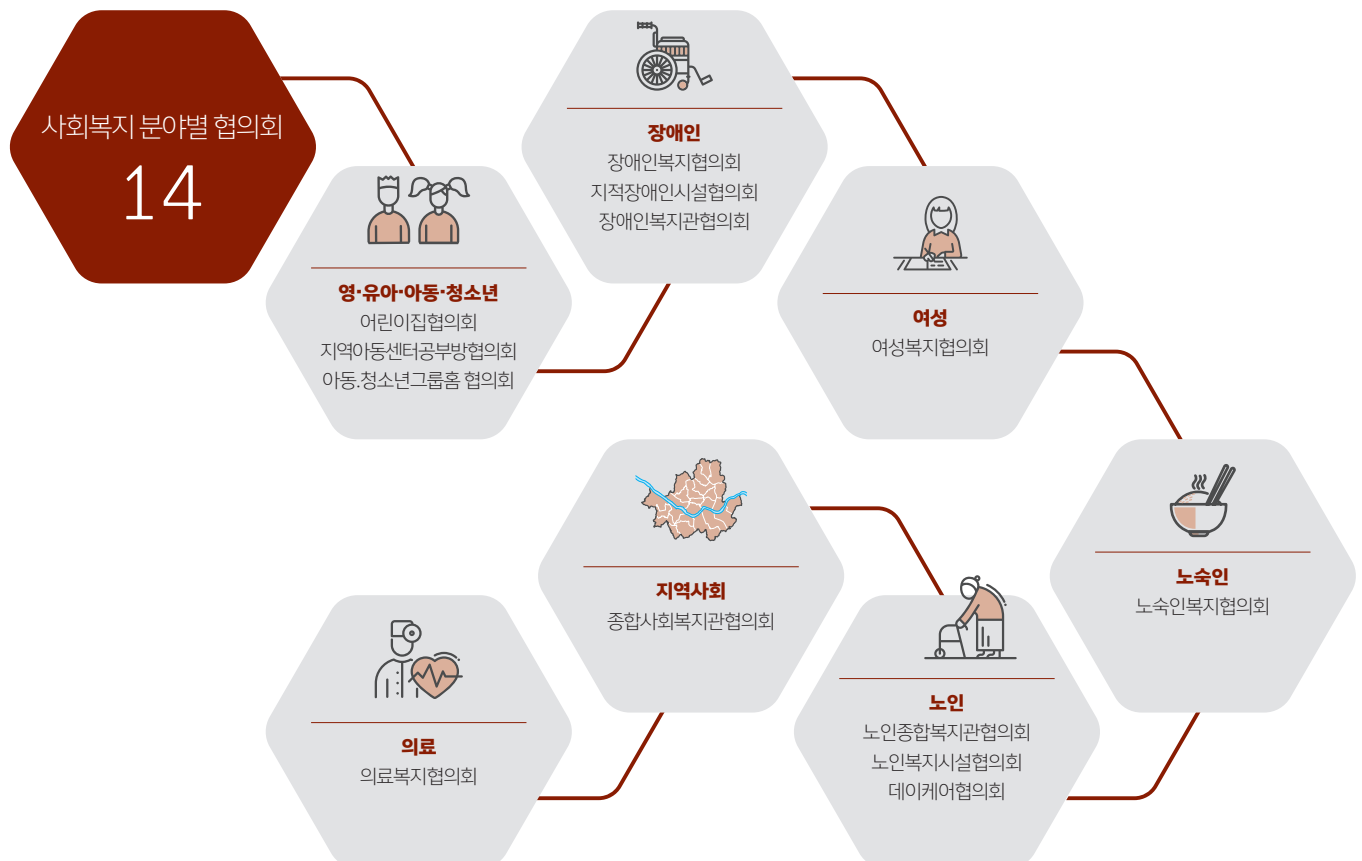 사회복지 분야별 협의회
14
영·유아·아동·청소년
어린이집협의회
지역아동센터공부방협의회
아동.청소년그룹홈 협의회
장애인
장애인복지협의회
지적장애인시설협의회
장애인복지관협의회
여성
여성복지협의회
노숙인
노숙인복지협의회
노인
노인종합복지관협의회
노인복지시설협의회
데이케어협의회
지역사회
종합사회복지관협의회
의료
의료복지협의회